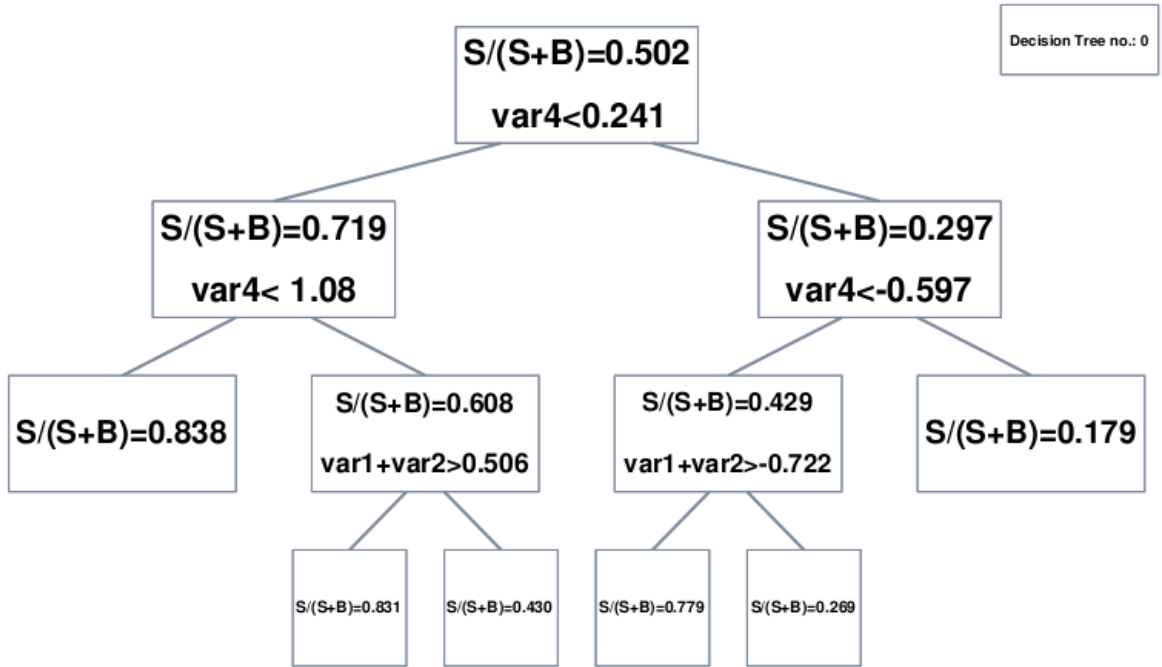 Decision Tree no.: 0
S/(S+B)=0.502
var4<0.241
S/(S+B)=0.719
var4< 1.08
S/(S+B)=0.297
var4<-0.597
S/(S+B)=0.838
S/(S+B)=0.608
var1+var2>0.506
S/(S+B)=0.429
var1+var2>-0.722
S/(S+B)=0.179
S/(S+B)=0.831
S/(S+B)=0.430
S/(S+B)=0.779
S/(S+B)=0.269